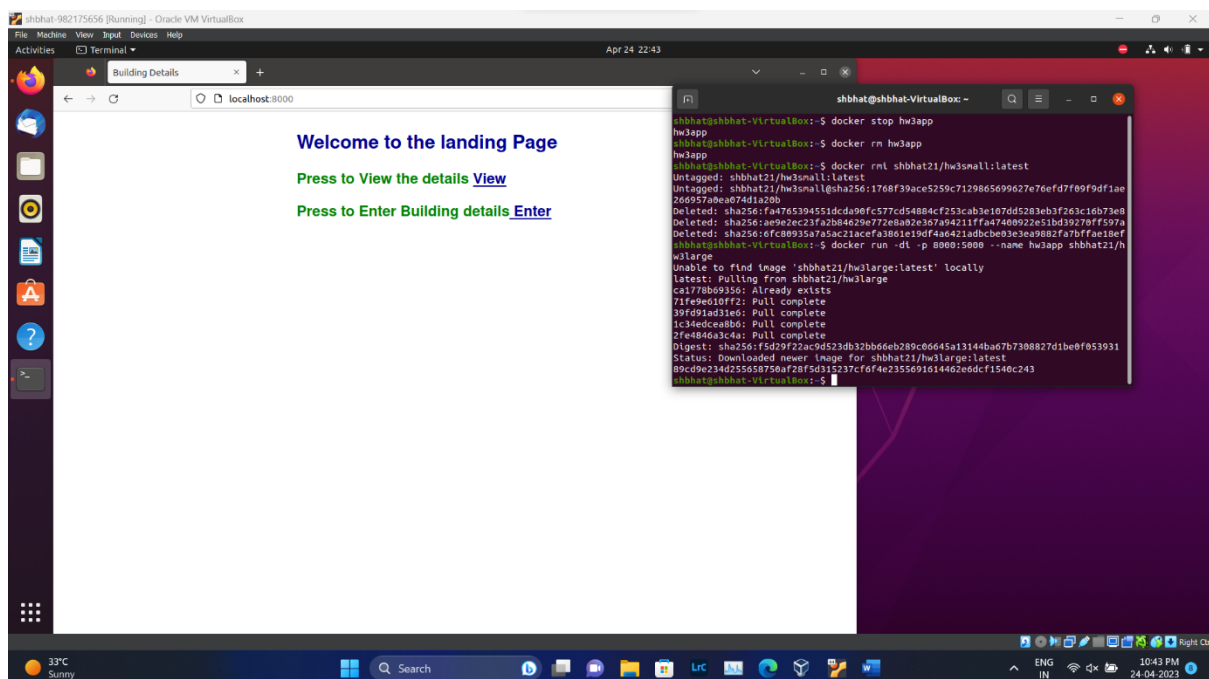 shbhat-982175656 [Running] - Oracle VM VirtualBox
File Machine View Input Devices Help
Activities Terminal Apr 24 22:43
Building Details
localhost:8000
Welcome to the landing Page
Press to View the details View
Press to Enter Building details Enter
shbhat@shbhat-VirtualBox: ~
shbhat@shbhat-VirtualBox:~$ docker stop hw3app
hw3app
shbhat@shbhat-VirtualBox:~$ docker rm hw3app
hw3app
shbhat@shbhat-VirtualBox:~$ docker rmi shbhat21/hw3small:latest
Untagged: shbhat21/hw3small:latest
Untagged: shbhat21/hw3small@sha256:1768f39ace5259c7129865699627e76efd7f09f9df1ae
266957a0ea074d1a20b
Deleted: sha256:fa4765394551dcda90fc577cd54884cf253cab3e107dd5283eb3f263c16b73e8
Deleted: sha256:ae9e2ec23fa2b84629e772e8a02e367a94211ffa47400922e51bd39270ff597a
Deleted: sha256:6fc80935a7a5ac21acefa3861e19df4a6421adbcbe03e3ea9882fa7bffae18ef
shbhat@shbhat-VirtualBox:~$ docker run -di -p 8000:5000 --name hw3app shbhat21/h
w3large
Unable to find image 'shbhat21/hw3large:latest' locally
latest: Pulling from shbhat21/hw3large
ca1778b69356: Already exists
71fe9e610ff2: Pull complete
39fd91ad31e6: Pull complete
1c34edcea8b6: Pull complete
2fe4846a3c4a: Pull complete
Digest: sha256:f5d29f22ac9d523db32bb66eb289c06645a13144ba67b7308827d1be0f053931
Status: Downloaded newer image for shbhat21/hw3large:latest
89cd9e234d255658750af28f5d315237cf6f4e2355691614462e6dcf1540c243
shbhat@shbhat-VirtualBox:~$
Right Ct
33°C
Sunny
Search
LrC
ENG
IN
10:43 PM
24-04-2023